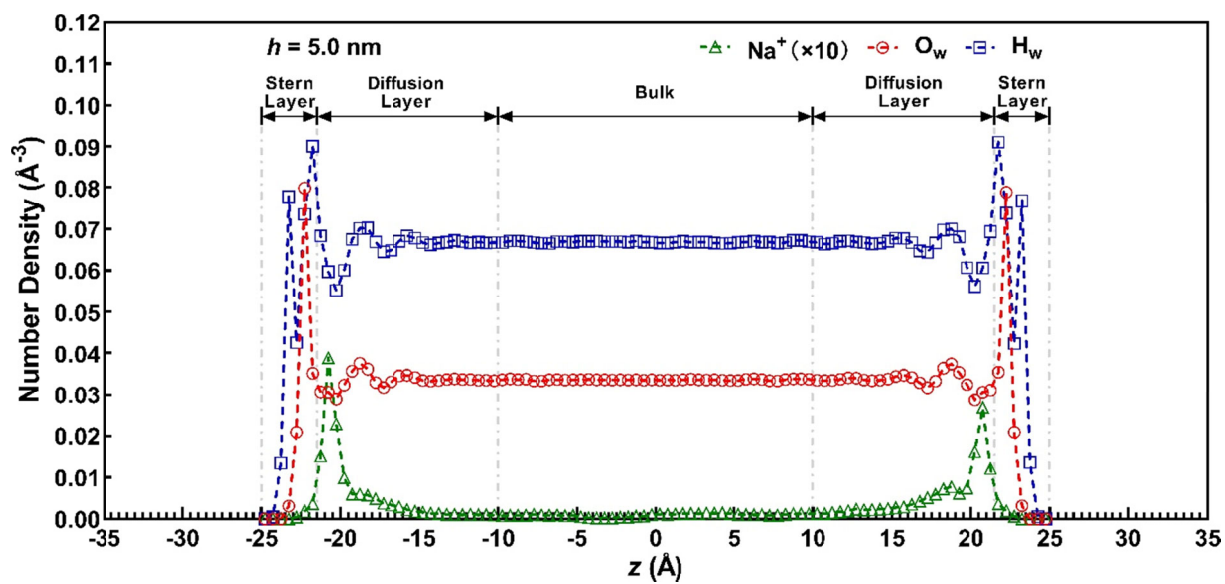 0.12
0.11
0.10
0.09
0.08
0.07
0.06
0.05
0.04
0.03
0.02
0.01
0.00
Number Density (Å⁻³)
h = 5.0 nm
Na⁺(×10) O_w H_w
Stern Layer
Diffusion Layer
Bulk
Diffusion Layer
Stern Layer
-35 -30 -25 -20 -15 -10 -5 0 5 10 15 20 25 30 35
z (Å)